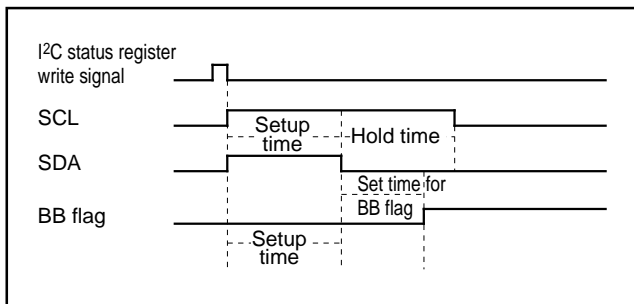 I²C status register
write signal
SCL
Setup
time
Hold time
SDA
Set time for
BB flag
BB flag
Setup
time